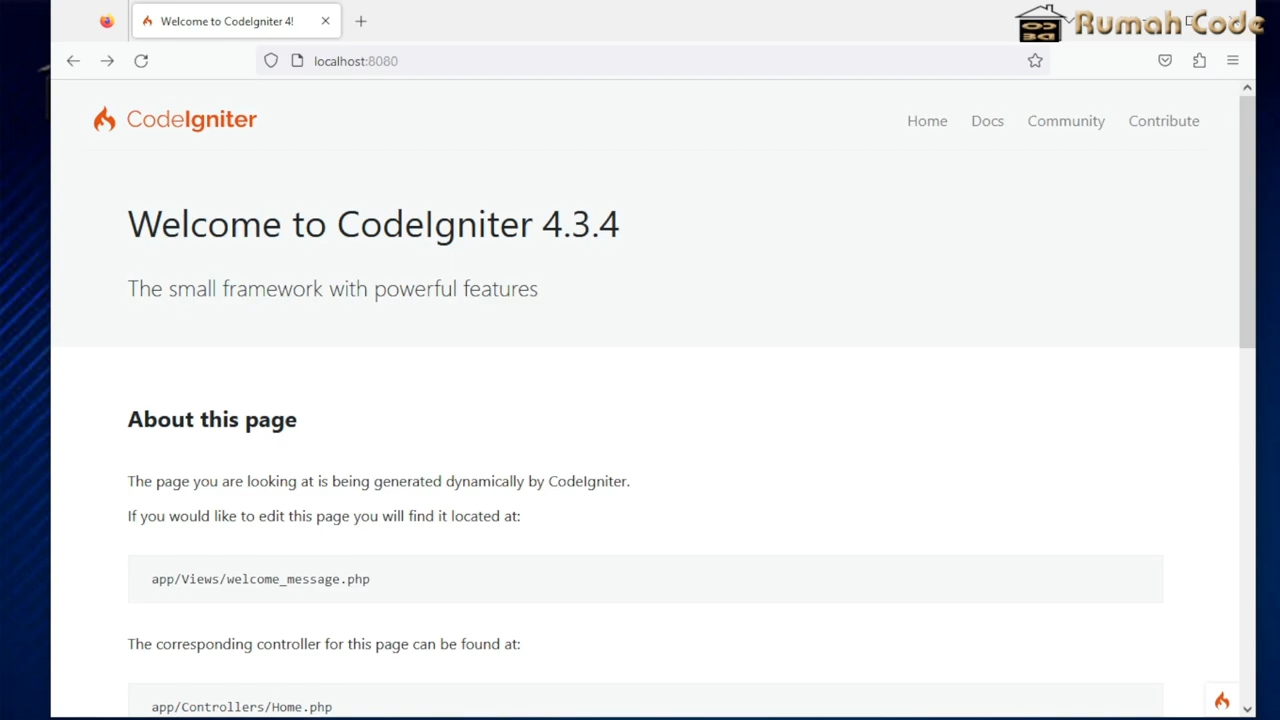 Welcome to CodeIgniter 4!
Rumah Code
localhost:8080
CodeIgniter
Home Docs Community Contribute
Welcome to CodeIgniter 4.3.4
The small framework with powerful features
About this page
The page you are looking at is being generated dynamically by CodeIgniter.
If you would like to edit this page you will find it located at:
app/Views/welcome_message.php
The corresponding controller for this page can be found at:
app/Controllers/Home.php